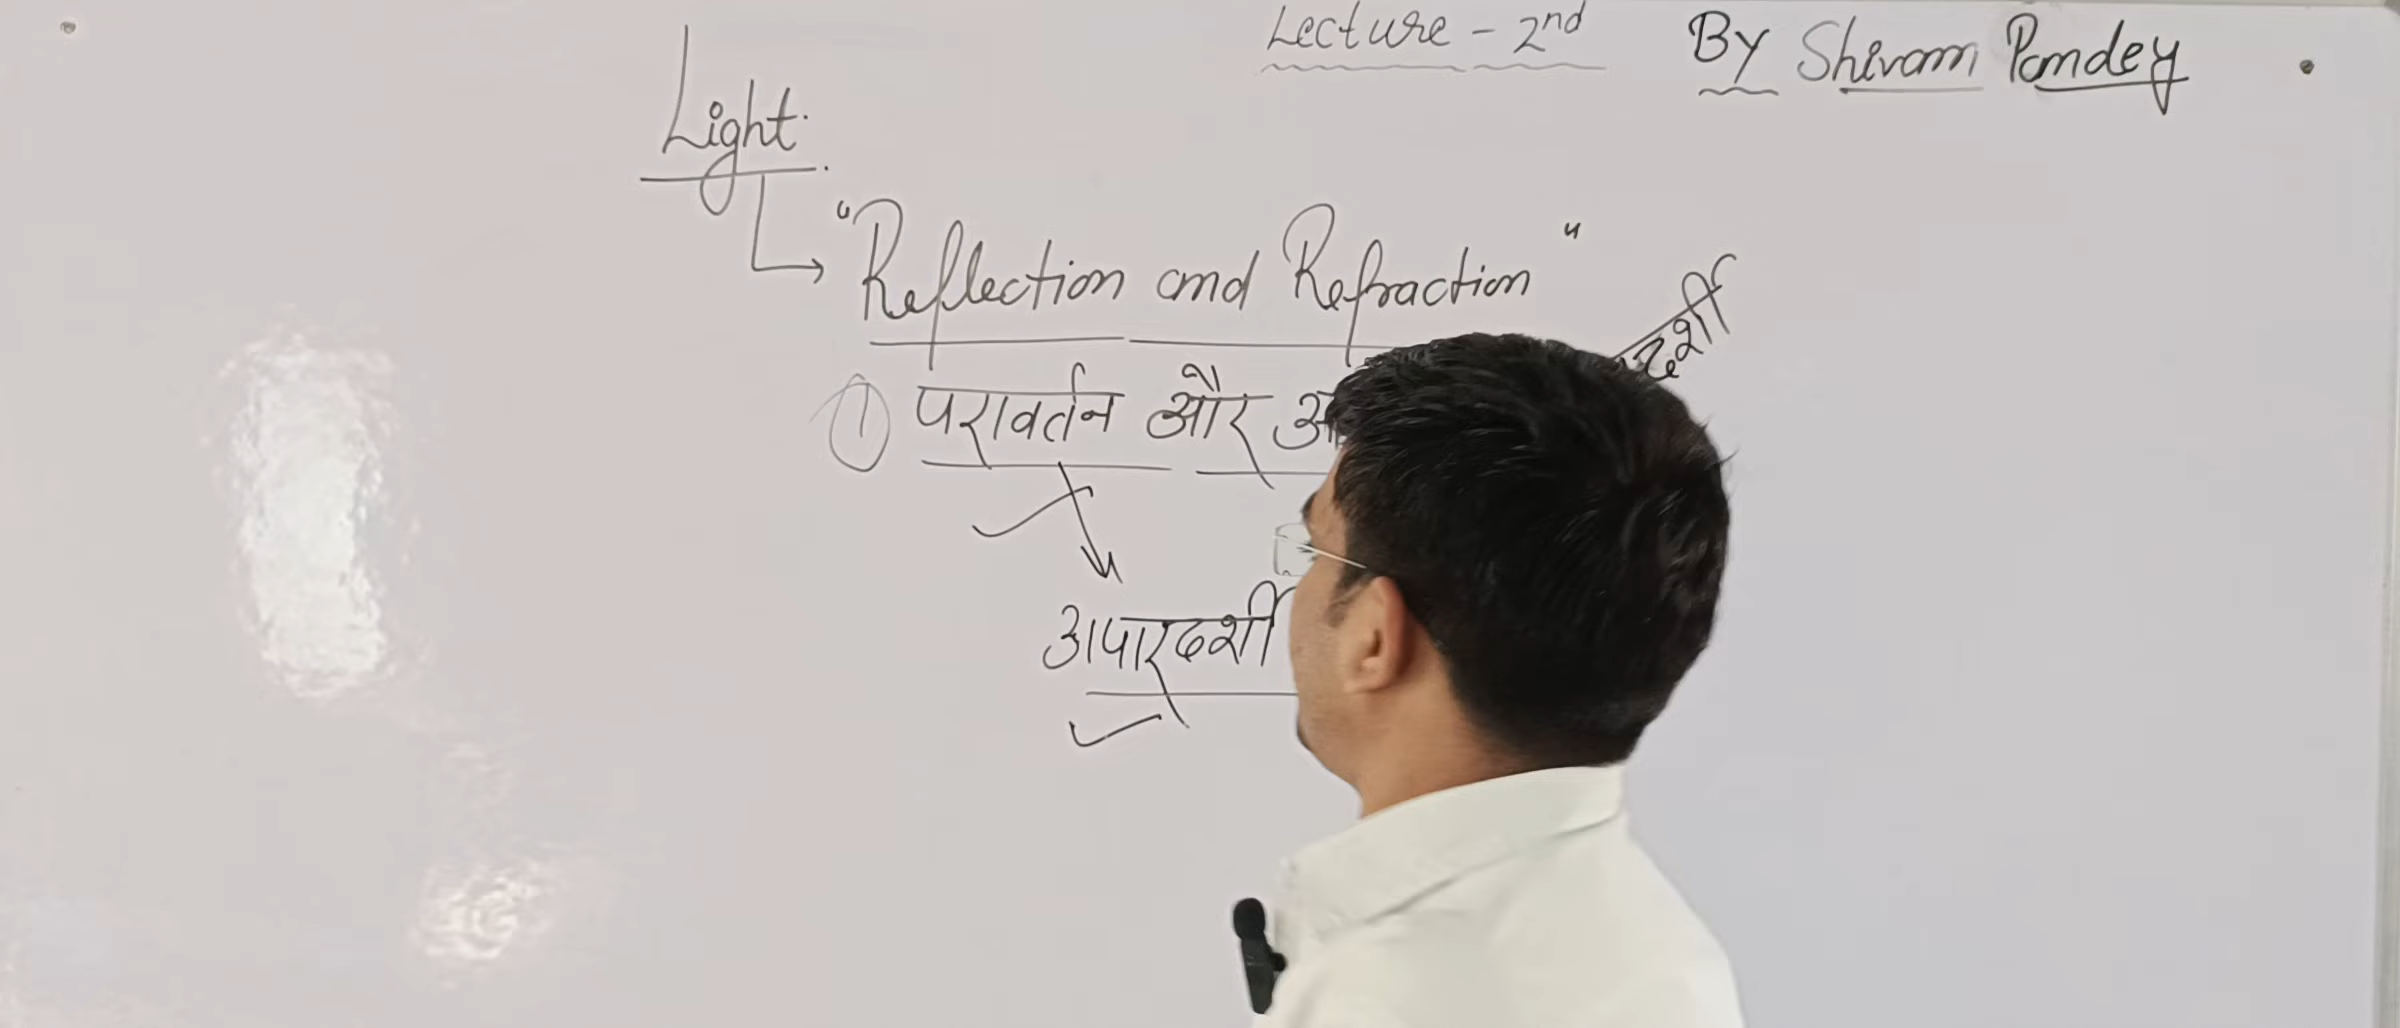 Lecture - 2nd By Shivam Pandey
Light
"Reflection and Refraction"
① परावर्तन और
अपारदर्शी